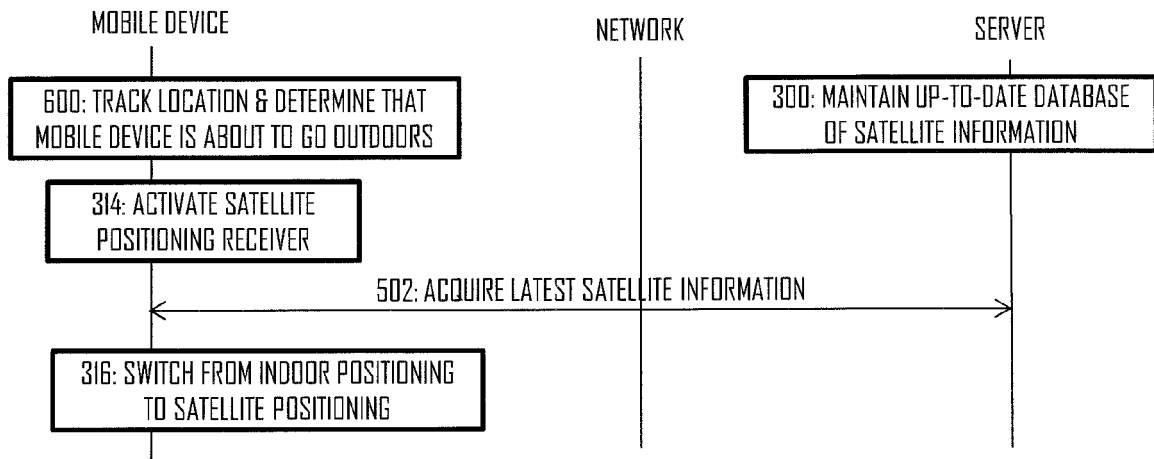 MOBILE DEVICE
NETWORK
SERVER
600: TRACK LOCATION & DETERMINE THAT
MOBILE DEVICE IS ABOUT TO GO OUTDOORS
300: MAINTAIN UP-TO-DATE DATABASE
OF SATELLITE INFORMATION
314: ACTIVATE SATELLITE
POSITIONING RECEIVER
502: ACQUIRE LATEST SATELLITE INFORMATION
316: SWITCH FROM INDOOR POSITIONING
TO SATELLITE POSITIONING